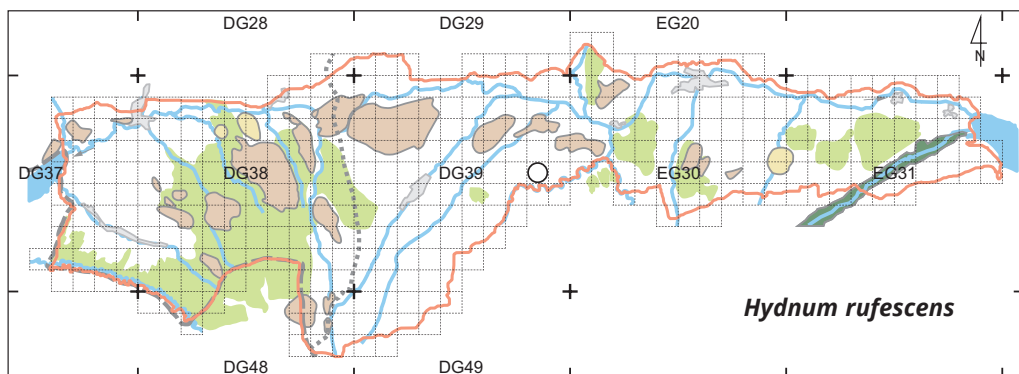 DG28 DG29 EG20
N
DG37 DG38 DG39 EG30 EG31
Hydnum rufescens
DG48 DG49